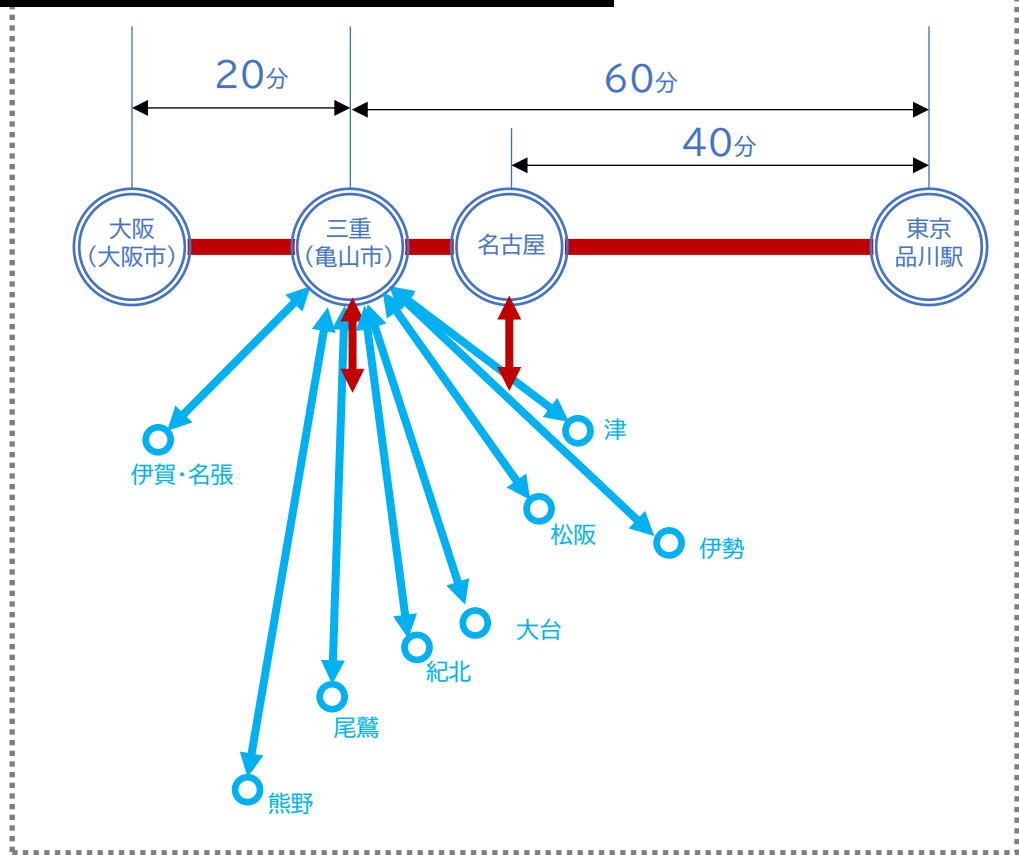 20分
60分
40分
大阪
（大阪市）
三重
（亀山市）
名古屋
東京
品川駅
津
伊賀・名張
松阪
伊勢
大台
紀北
尾鷲
熊野